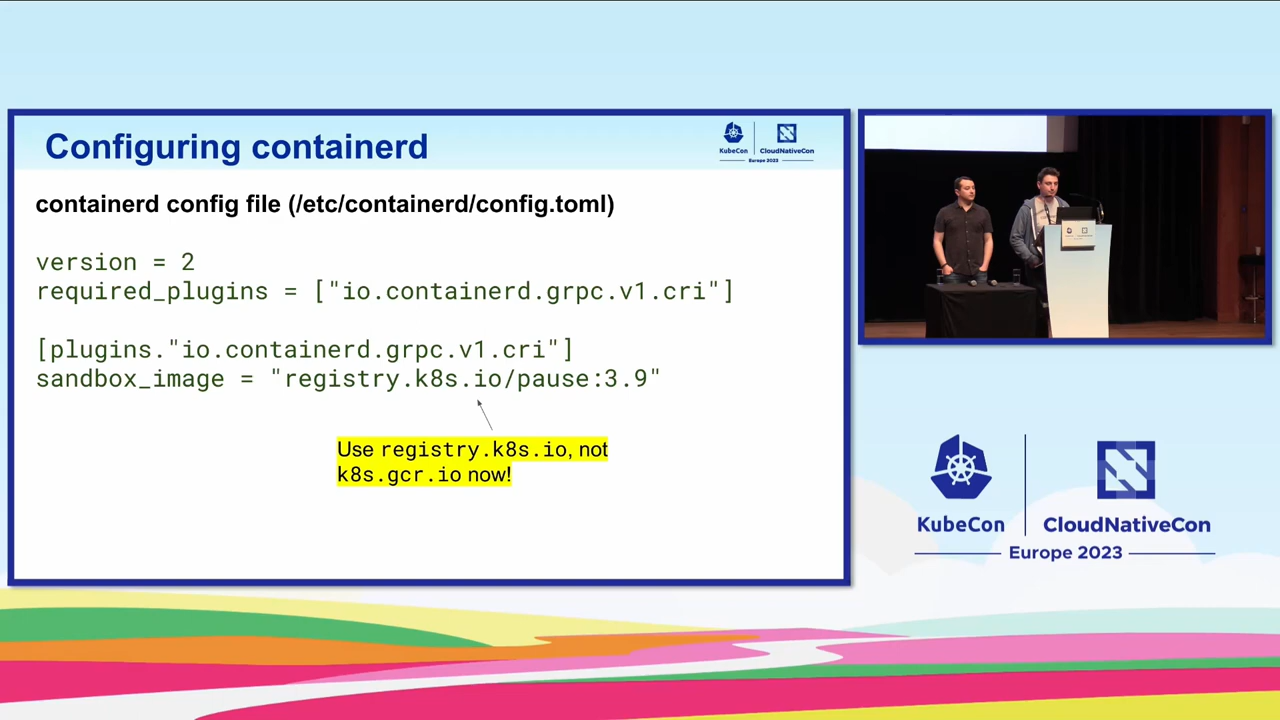 Configuring containerd
KubeCon
CloudNativeCon
Europe 2023
containerd config file (/etc/containerd/config.toml)
version = 2
required_plugins = ["io.containerd.grpc.v1.cri"]
[plugins."io.containerd.grpc.v1.cri"]
sandbox_image = "registry.k8s.io/pause:3.9"
Use registry.k8s.io, not
k8s.gcr.io now!
KubeCon
CloudNativeCon
Europe 2023